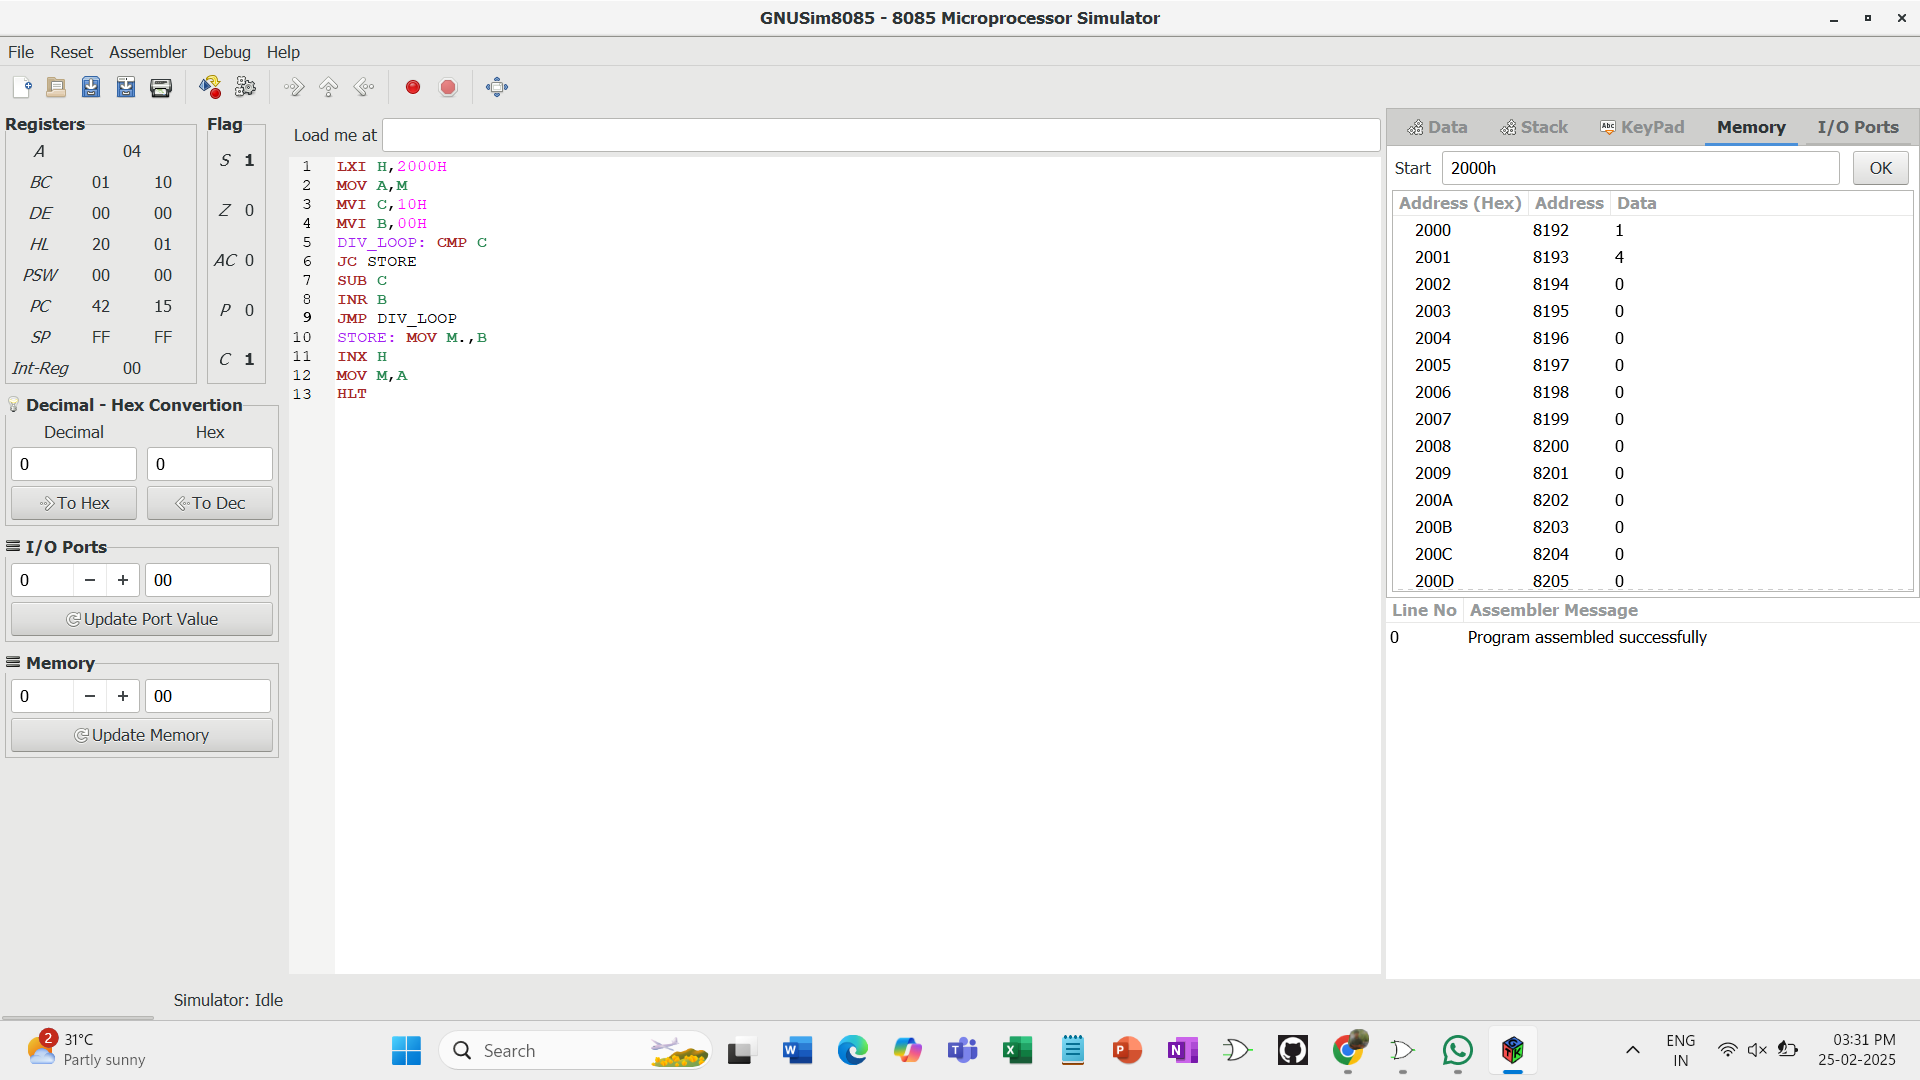 GNUSim8085 - 8085 Microprocessor Simulator
File Reset Assembler Debug Help
Registers
A 04
BC 01 10
DE 00 00
HL 20 01
PSW 00 00
PC 42 15
SP FF FF
Int-Reg 00
Flag
S 1
Z 0
AC 0
P 0
C 1
Decimal - Hex Convertion
Decimal Hex
0 0
To Hex To Dec
I/O Ports
0 − + 00
Update Port Value
Memory
0 − + 00
Update Memory
Load me at
1 LXI H,2000H
2 MOV A,M
3 MVI C,10H
4 MVI B,00H
5 DIV_LOOP: CMP C
6 JC STORE
7 SUB C
8 INR B
9 JMP DIV_LOOP
10 STORE: MOV M.,B
11 INX H
12 MOV M,A
13 HLT
Data Stack Abc KeyPad Memory I/O Ports
Start 2000h OK
Address (Hex) Address Data
2000 8192 1
2001 8193 4
2002 8194 0
2003 8195 0
2004 8196 0
2005 8197 0
2006 8198 0
2007 8199 0
2008 8200 0
2009 8201 0
200A 8202 0
200B 8203 0
200C 8204 0
200D 8205 0
Line No Assembler Message
0 Program assembled successfully
Simulator: Idle
2
31°C
Partly sunny
Search
ENG
IN
03:31 PM
25-02-2025